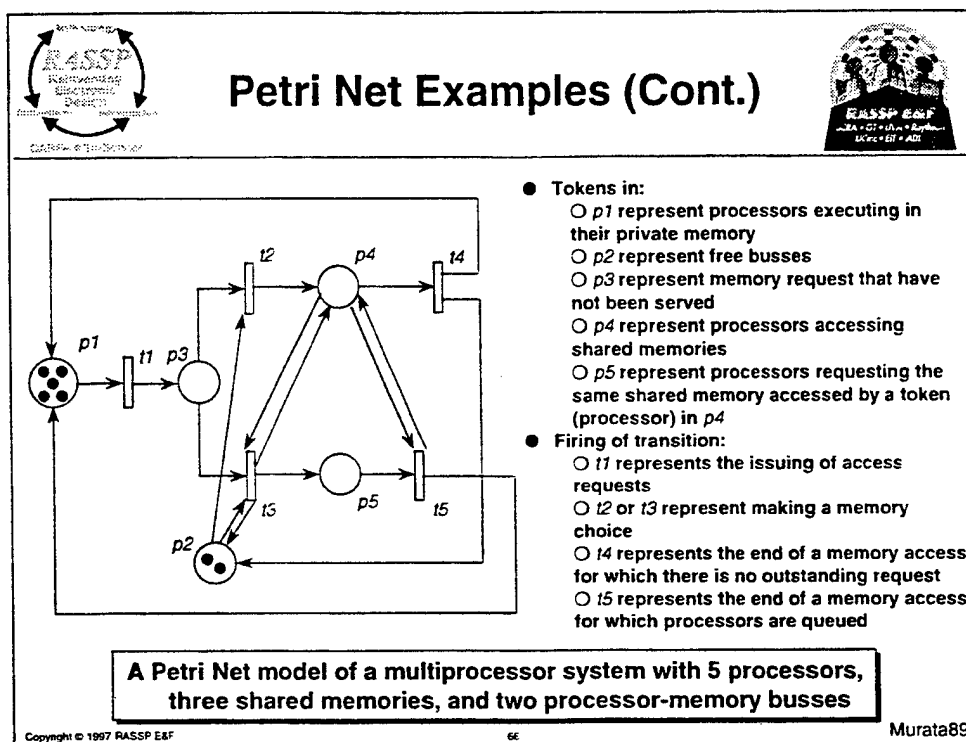 RASSP
Reinventing
Electronic
Design
Petri Net Examples (Cont.)
RASSP E&F
t2
p4
t4
p1
t1
p3
t3
p5
t5
p2
● Tokens in:
○ p1 represent processors executing in
their private memory
○ p2 represent free busses
○ p3 represent memory request that have
not been served
○ p4 represent processors accessing
shared memories
○ p5 represent processors requesting the
same shared memory accessed by a token
(processor) in p4
● Firing of transition:
○ t1 represents the issuing of access
requests
○ t2 or t3 represent making a memory
choice
○ t4 represents the end of a memory access
for which there is no outstanding request
○ t5 represents the end of a memory access
for which processors are queued
A Petri Net model of a multiprocessor system with 5 processors,
three shared memories, and two processor-memory busses
Copyright © 1997 RASSP E&F
Murata89